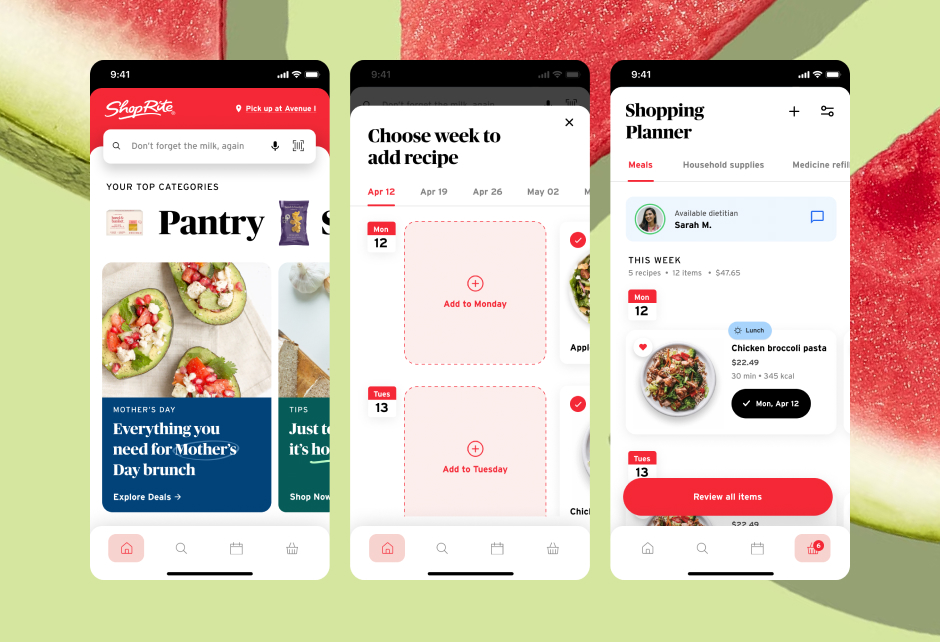 9:41
ShopRite
Pick up at Avenue I
Don't forget the milk, again
YOUR TOP CATEGORIES
Pantry
MOTHER'S DAY
Everything you
need for Mother's
Day brunch
Explore Deals →
TIPS
Just to
it's ho
Shop Now
9:41
Don't forget the milk, again
Choose week to
add recipe
Apr 12
Apr 19
Apr 26
May 02
Mon
12
Add to Monday
Appl
Tues
13
Add to Tuesday
Chicl
9:41
Shopping
Planner
Meals
Household supplies
Medicine refil
Available dietitian
Sarah M.
THIS WEEK
5 recipes • 12 items • $47.65
Mon
12
Lunch
Chicken broccoli pasta
$22.49
30 min • 345 kcal
Mon, Apr 12
Tues
13
Review all items
$22.49
6